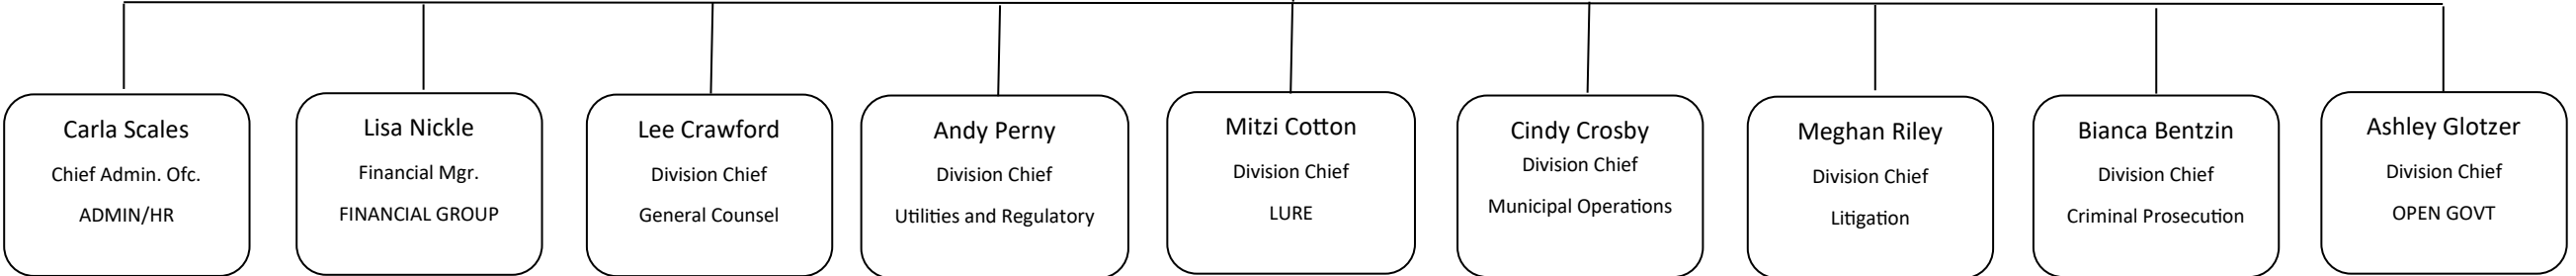 Carla Scales
Chief Admin. Ofc.
ADMIN/HR
Lisa Nickle
Financial Mgr.
FINANCIAL GROUP
Lee Crawford
Division Chief
General Counsel
Andy Perny
Division Chief
Utilities and Regulatory
Mitzi Cotton
Division Chief
LURE
Cindy Crosby
Division Chief
Municipal Operations
Meghan Riley
Division Chief
Litigation
Bianca Bentzin
Division Chief
Criminal Prosecution
Ashley Glotzer
Division Chief
OPEN GOVT